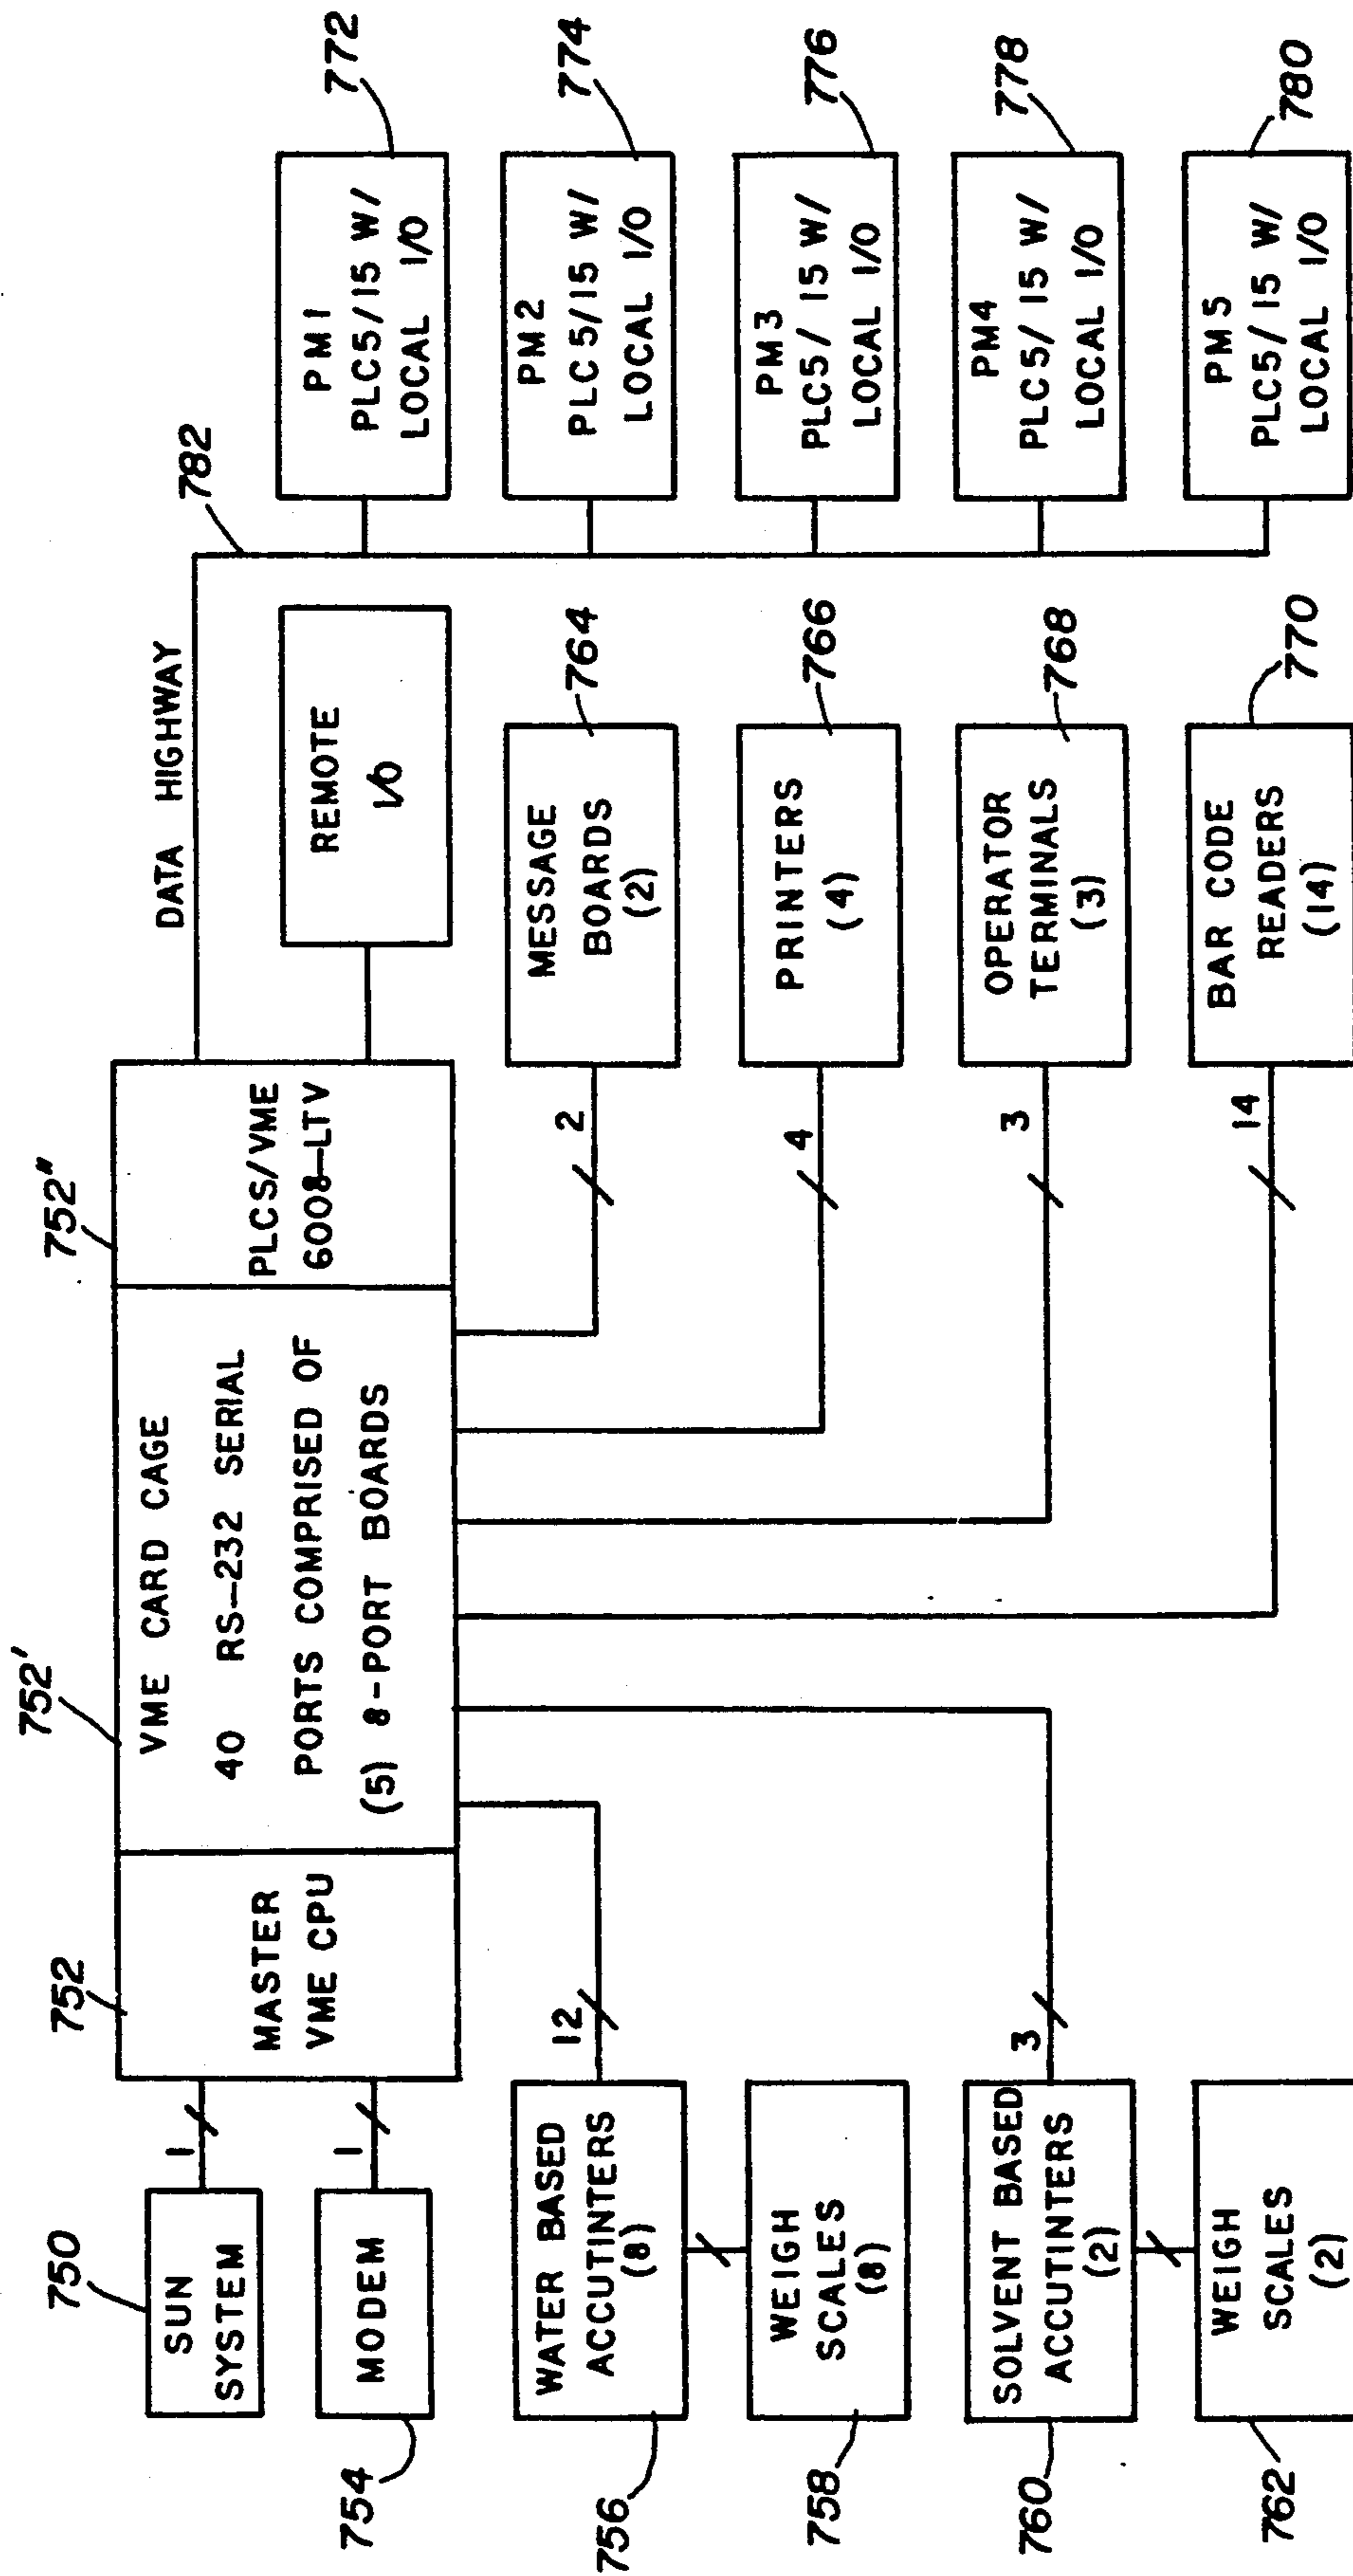 750
SUN
SYSTEM
1
754
MODEM
1
752
MASTER
VME CPU
752'
VME CARD CAGE
40 RS-232 SERIAL
PORTS COMPRISED OF
(5) 8-PORT BOARDS
752"
PLCS/VME
6008-LTV
DATA HIGHWAY
782
REMOTE
I/O
PM1
PLC5/15 W/
LOCAL I/O
772
PM2
PLC5/15 W/
LOCAL I/O
774
PM3
PLC5/15 W/
LOCAL I/O
776
PM4
PLC5/15 W/
LOCAL I/O
778
PM5
PLC5/15 W/
LOCAL I/O
780
2
MESSAGE
BOARDS
(2)
764
4
PRINTERS
(4)
766
3
OPERATOR
TERMINALS
(3)
768
14
BAR CODE
READERS
(14)
770
756
WATER BASED
ACCUTINTERS
(8)
12
758
WEIGH
SCALES
(8)
760
SOLVENT BASED
ACCUTINTERS
(2)
3
762
WEIGH
SCALES
(2)